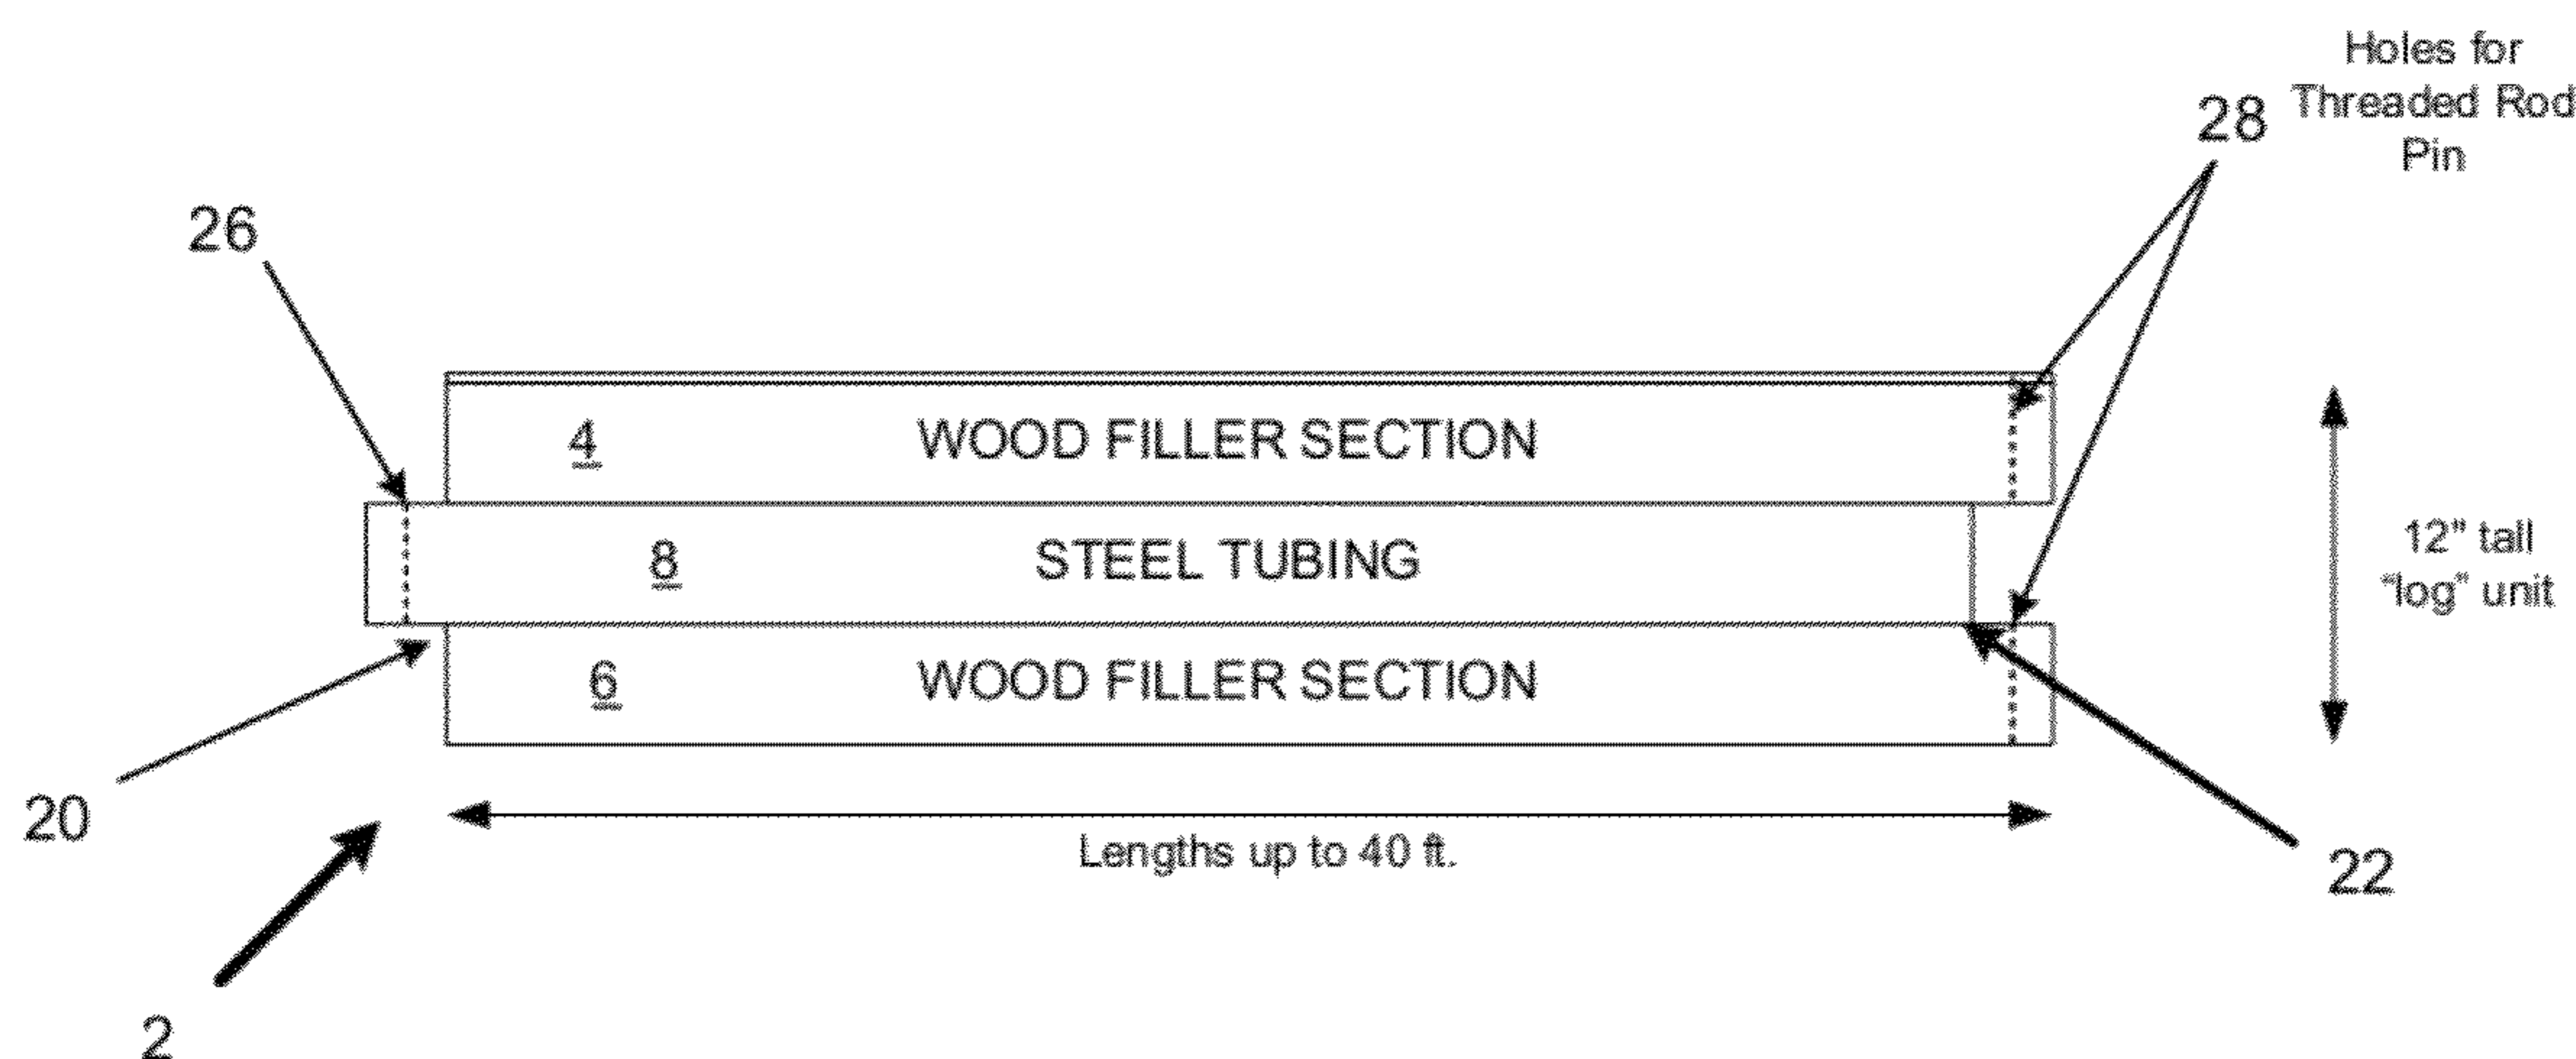 Holes for
28 Threaded Rod
Pin
26
4 WOOD FILLER SECTION
8 STEEL TUBING
12” tall
“log” unit
6 WOOD FILLER SECTION
20
Lengths up to 40 ft.
22
2